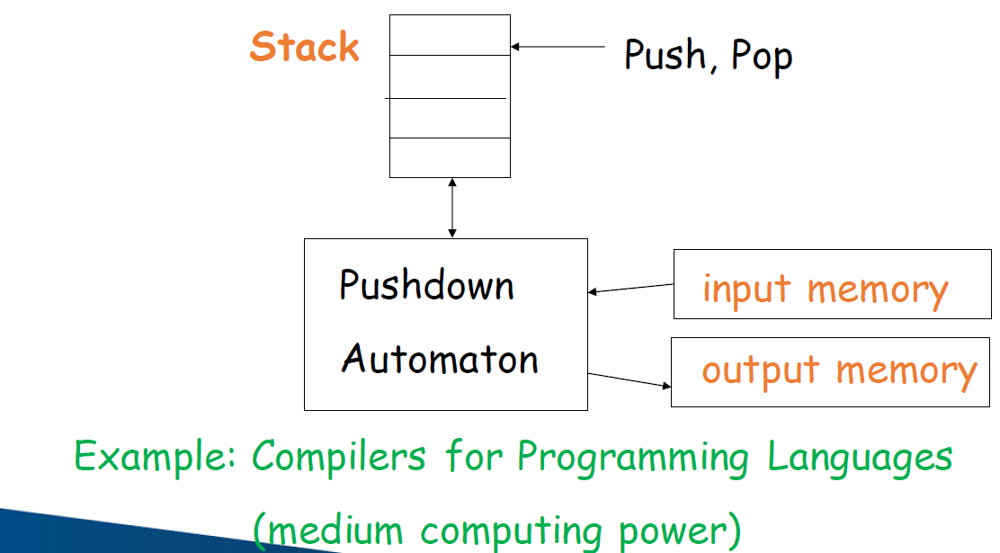 Stack
Push, Pop
Pushdown
Automaton
input memory
output memory
Example: Compilers for Programming Languages
(medium computing power)